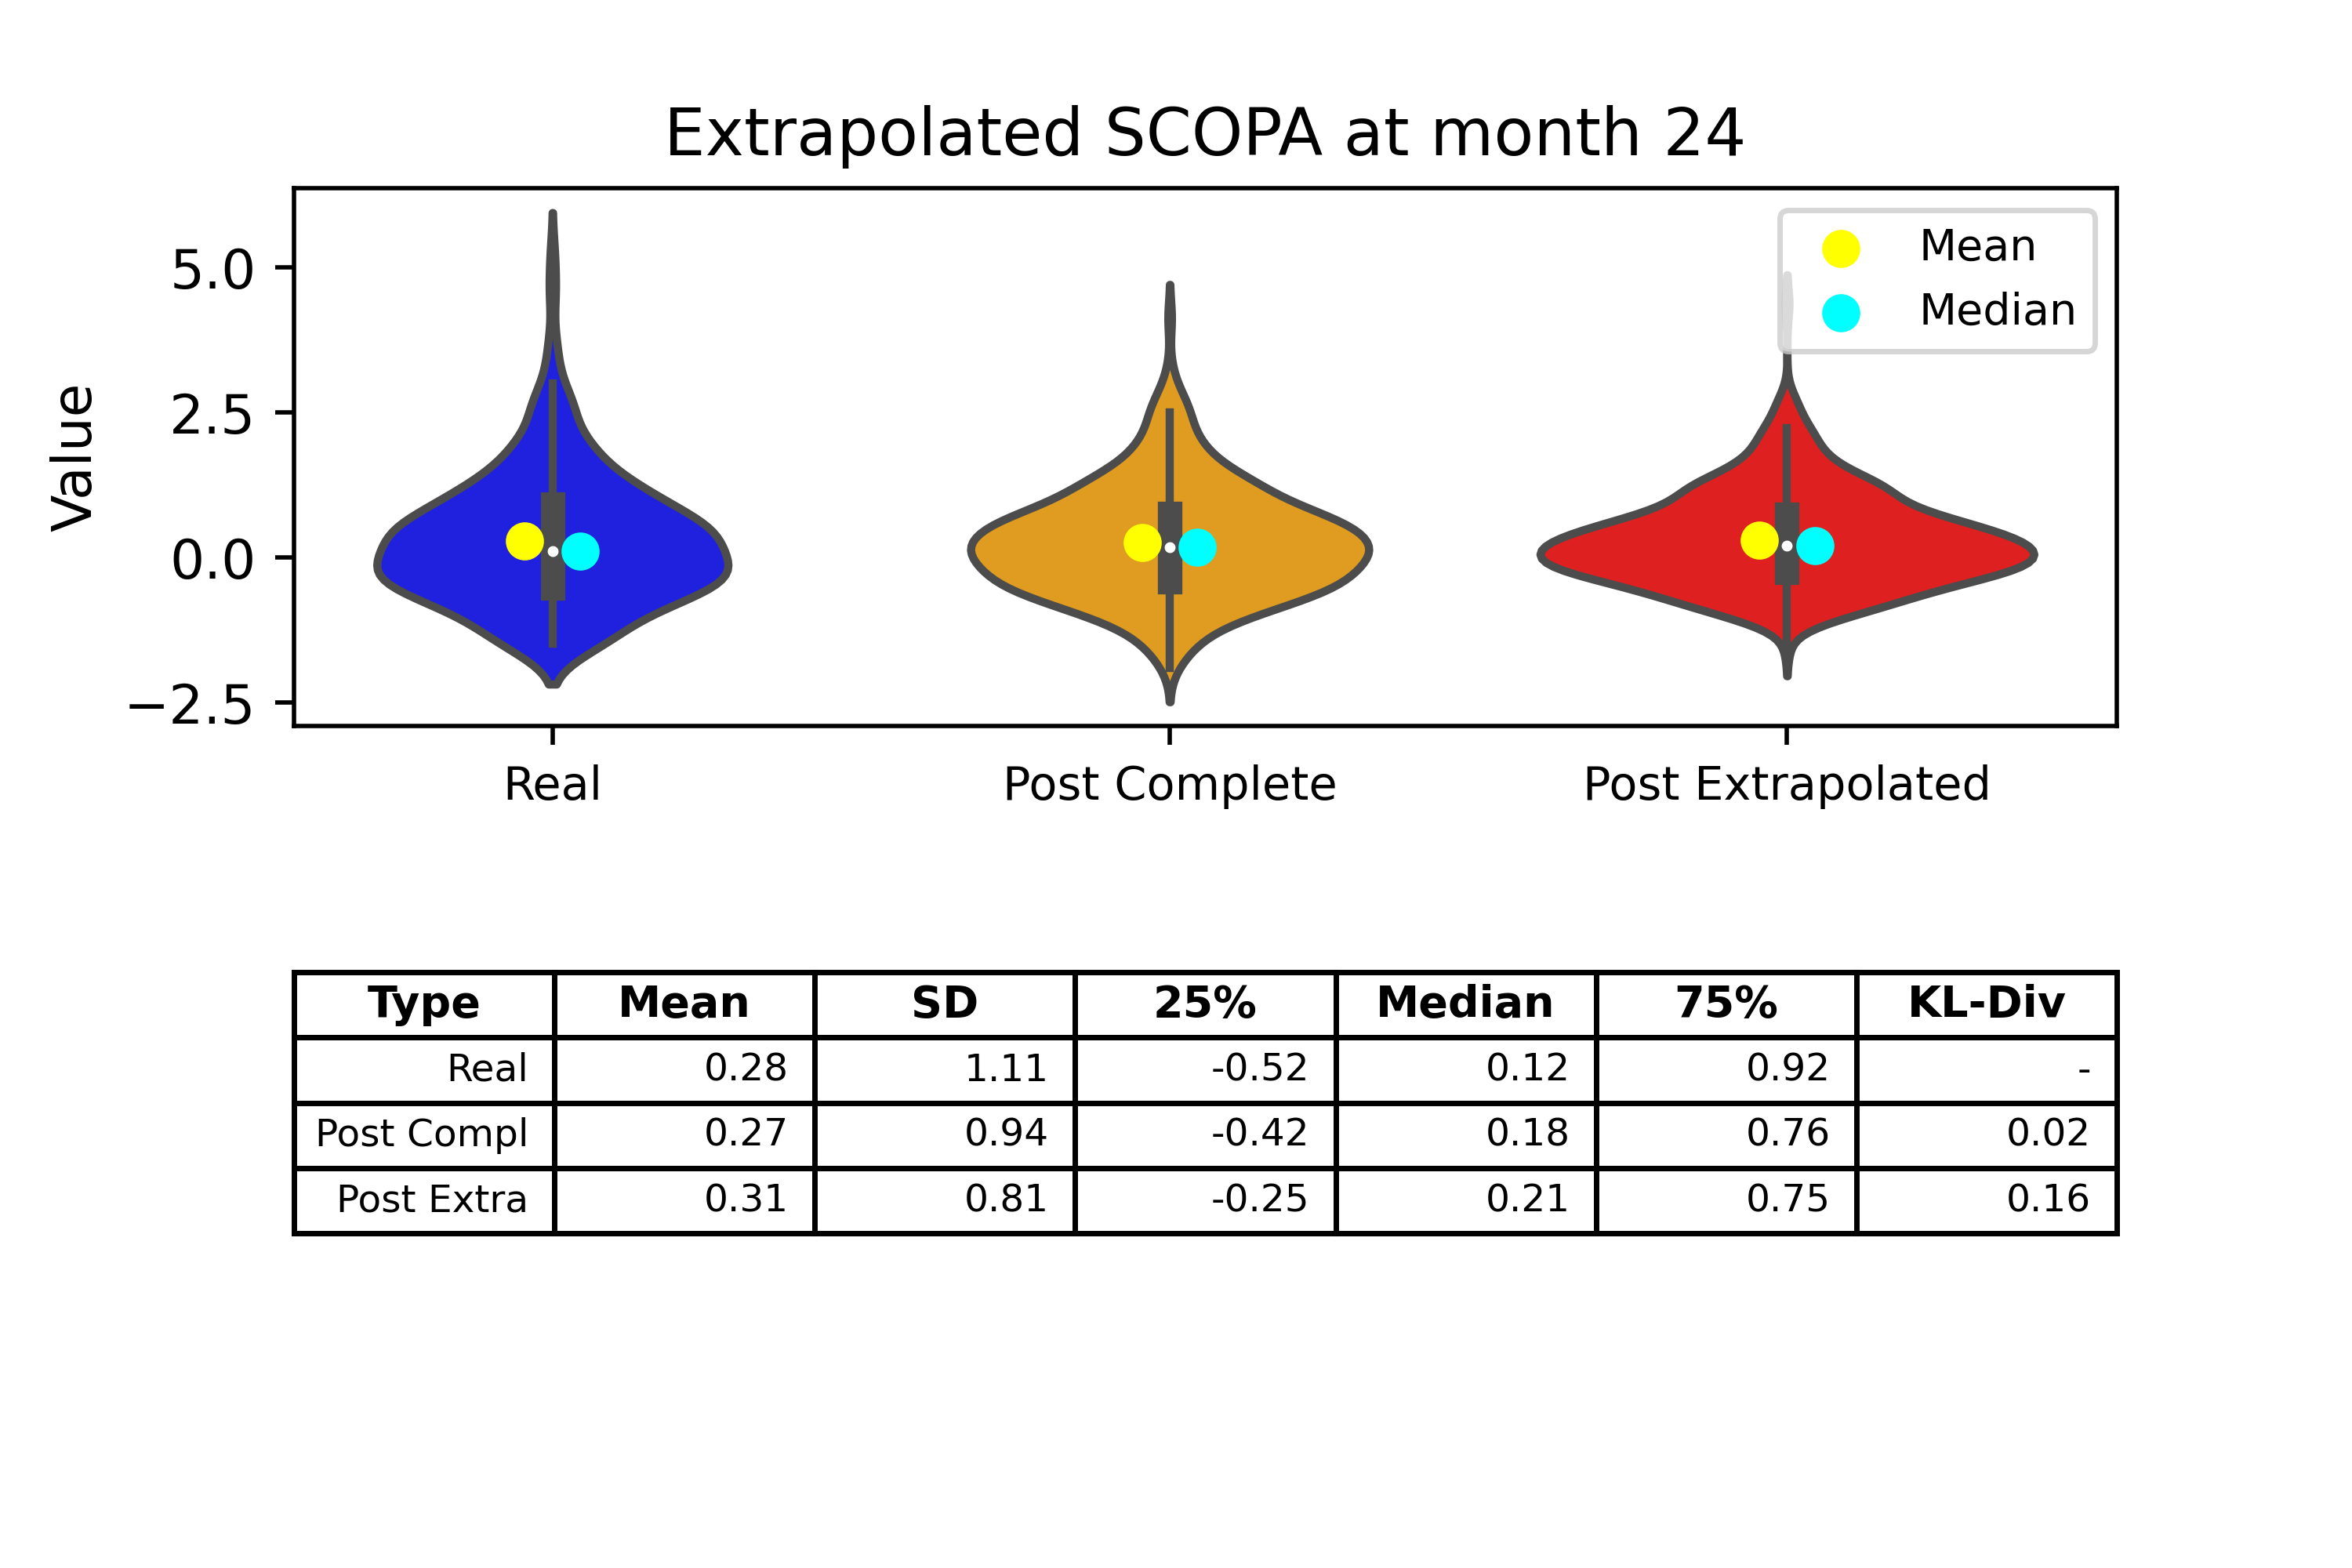 Extrapolated SCOPA at month 24
Value
5.0
2.5
0.0
−2.5
Mean
Median
Real
Post Complete
Post Extrapolated
Type Mean SD 25% Median 75% KL-Div
Real 0.28 1.11 -0.52 0.12 0.92 -
Post Compl 0.27 0.94 -0.42 0.18 0.76 0.02
Post Extra 0.31 0.81 -0.25 0.21 0.75 0.16